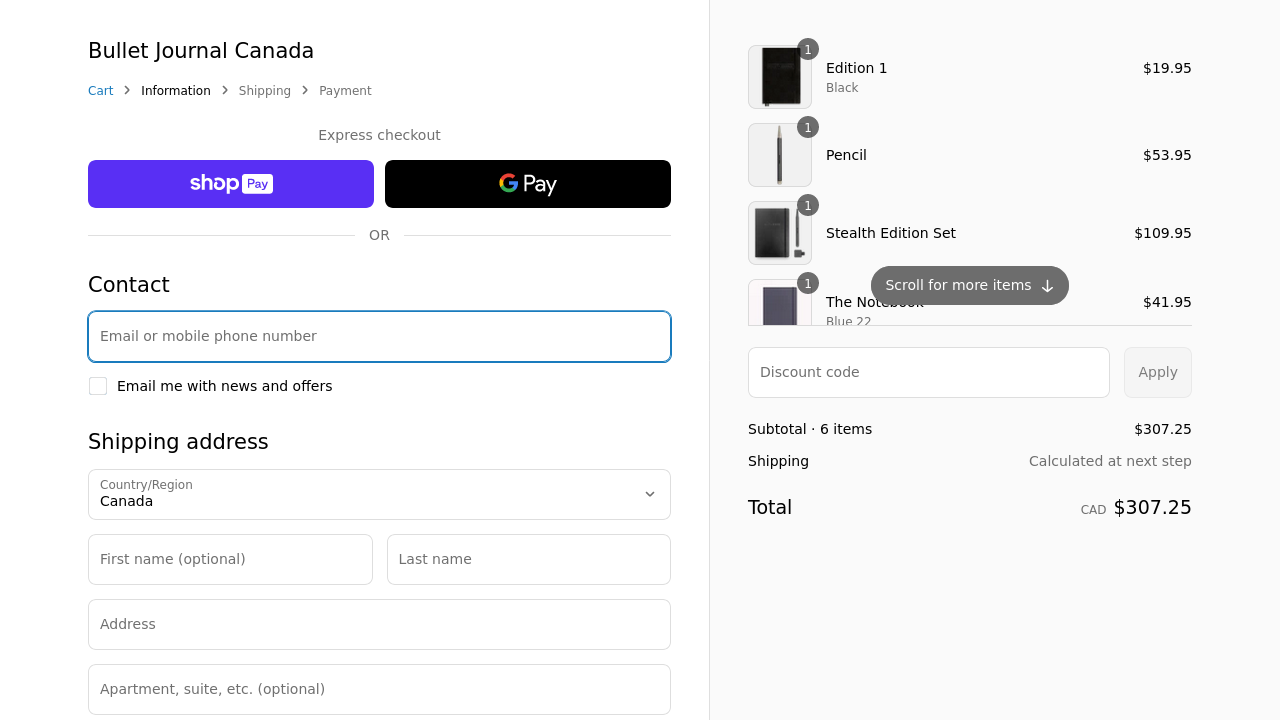 Bullet Journal Canada
Cart > Information > Shipping > Payment
Express checkout
shop Pay
G Pay
OR
Contact
Email or mobile phone number
Email me with news and offers
Shipping address
Country/Region
Canada
First name (optional)
Last name
Address
Apartment, suite, etc. (optional)
1
Edition 1
$19.95
Black
1
Pencil
$53.95
1
Stealth Edition Set
$109.95
1
Scroll for more items ↓
The Notebook
$41.95
Blue 22
Discount code
Apply
Subtotal · 6 items
$307.25
Shipping
Calculated at next step
Total
CAD $307.25